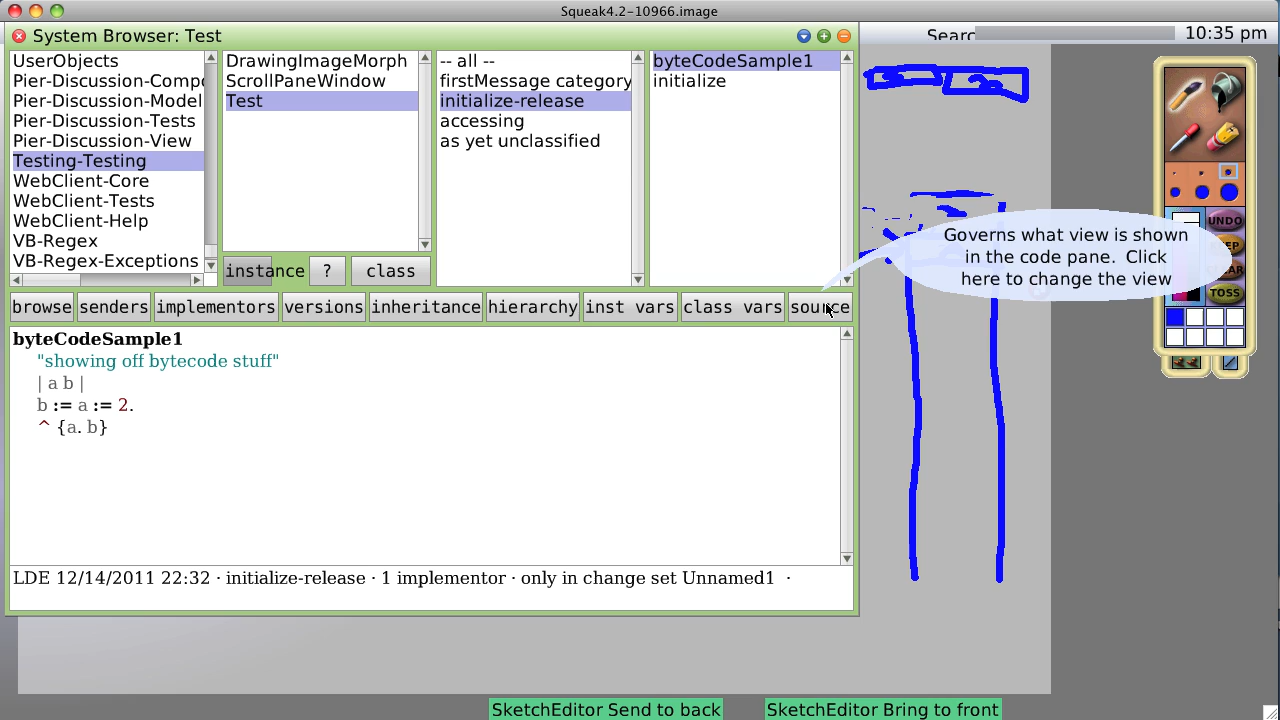 Squeak4.2-10966.image
System Browser: Test
Searc
10:35 pm
UserObjects
Pier-Discussion-Compo
Pier-Discussion-Model
Pier-Discussion-Tests
Pier-Discussion-View
Testing-Testing
WebClient-Core
WebClient-Tests
WebClient-Help
VB-Regex
VB-Regex-Exceptions
DrawingImageMorph
ScrollPaneWindow
Test
instance
?
class
-- all --
firstMessage category
initialize-release
accessing
as yet unclassified
byteCodeSample1
initialize
browse
senders
implementors
versions
inheritance
hierarchy
inst vars
class vars
source
byteCodeSample1
"showing off bytecode stuff"
| a b |
b := a := 2.
^ {a. b}
LDE 12/14/2011 22:32 · initialize-release · 1 implementor · only in change set Unnamed1 ·
Governs what view is shown
in the code pane. Click
here to change the view
UNDO
TOSS
SketchEditor Send to back
SketchEditor Bring to front